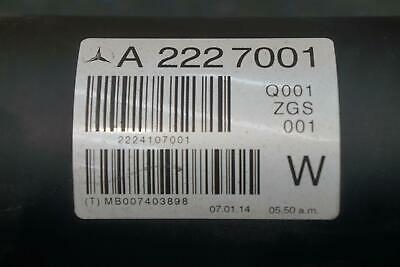 A 222 7001
Q001
ZGS
001
2224107001
W
(T) MB007403898
07.01.14 05.50 a.m.